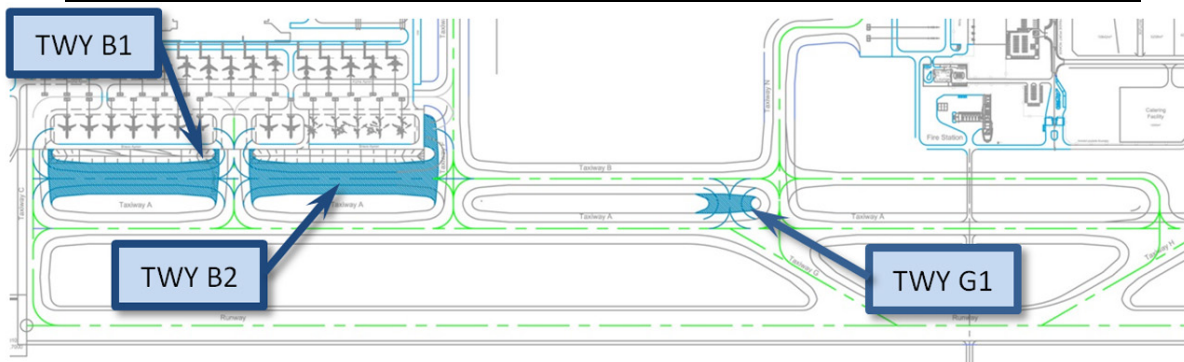 TWY B1
Taxiway N
Fire Station
Catering
Facility
Taxiway B
Taxiway C
Taxiway A
Taxiway A
Taxiway A
Taxiway A
TWY B2
Taxiway G
TWY G1
Taxiway H
Runway
Runway